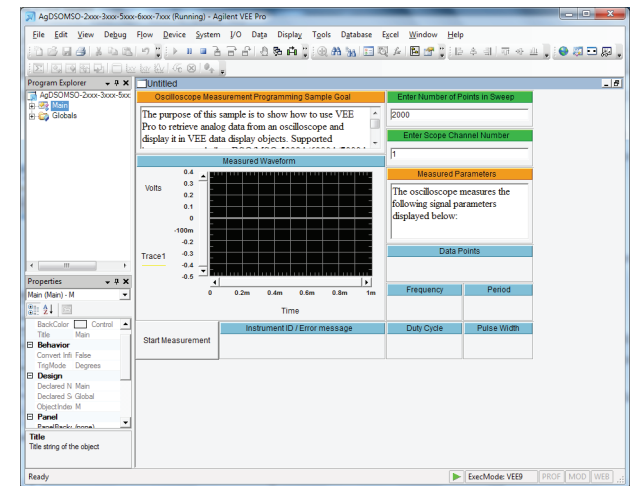 AgDSOMSO-2xxx-3xxx-5xxx-6xxx-7xxx (Running) - Agilent VEE Pro
File Edit View Debug Flow Device System I/O Data Display Tools Database Excel Window Help
Program Explorer
AgDSOMSO-2xxx-3xxx-5xx
Main
Globals
Untitled
Oscilloscope Measurement Programming Sample Goal
The purpose of this sample is to show how to use VEE
Pro to retrieve analog data from an oscilloscope and
display it in VEE data display objects. Supported
Enter Number of Points in Sweep
2000
Enter Scope Channel Number
1
Measured Waveform
Volts
Trace1
0.4
0.3
0.2
0.1
0
-100m
-0.2
-0.3
-0.4
-0.5
0 0.2m 0.4m 0.6m 0.8m 1m
Time
Measured Parameters
The oscilloscope measures the
following signal parameters
displayed below:
Data Points
Frequency Period
Start Measurement
Instrument ID / Error message
Duty Cycle Pulse Width
Properties
Main (Main) - M
BackColor Control
Title Main
Behavior
Convert Infi False
TrigMode Degrees
Design
Declared N Main
Declared S Global
ObjectIndex M
Panel
Title
Title string of the object
Ready
ExecMode: VEE9 PROF MOD WEB